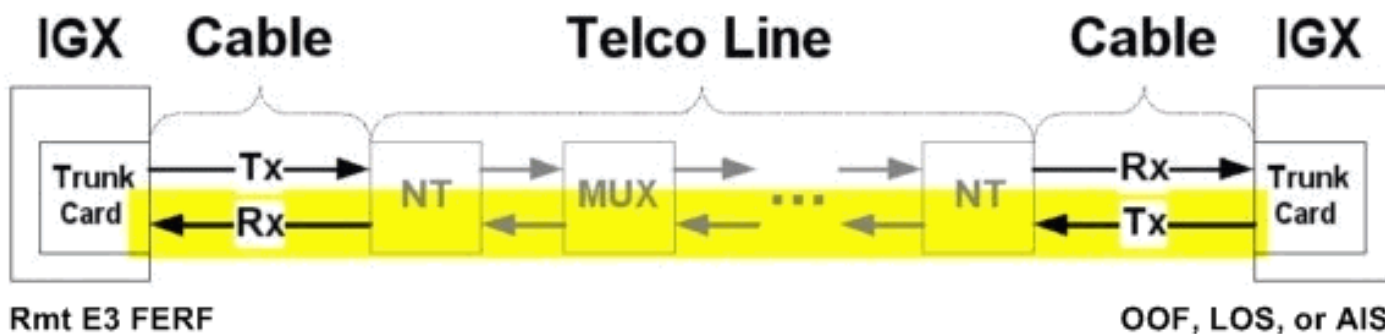 IGX Cable Telco Line Cable IGX
Trunk Card Tx NT MUX ... NT Rx Trunk Card
Rx Tx
Rmt E3 FERF OOF, LOS, or AIS